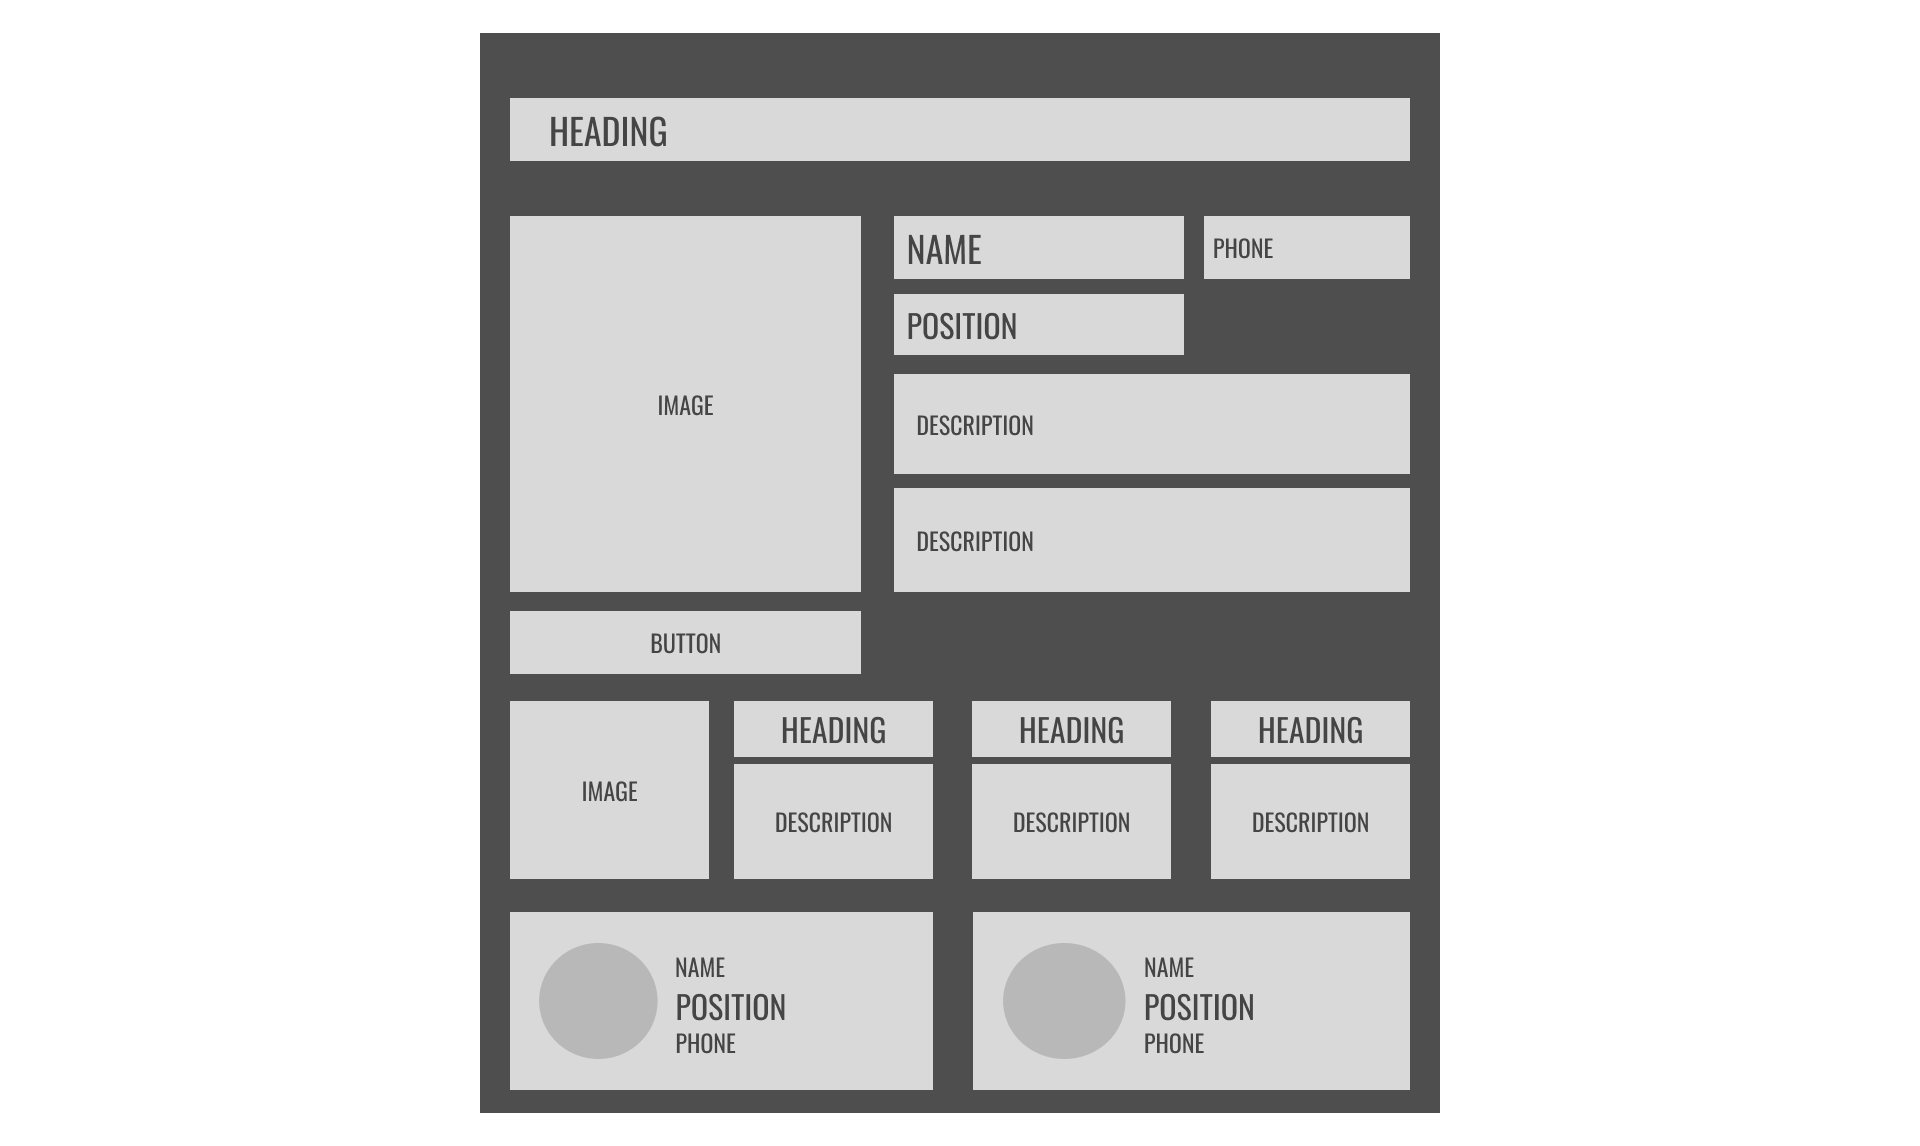 HEADING
NAME
PHONE
POSITION
IMAGE
DESCRIPTION
DESCRIPTION
BUTTON
IMAGE
HEADING
DESCRIPTION
HEADING
DESCRIPTION
HEADING
DESCRIPTION
NAME
POSITION
PHONE
NAME
POSITION
PHONE